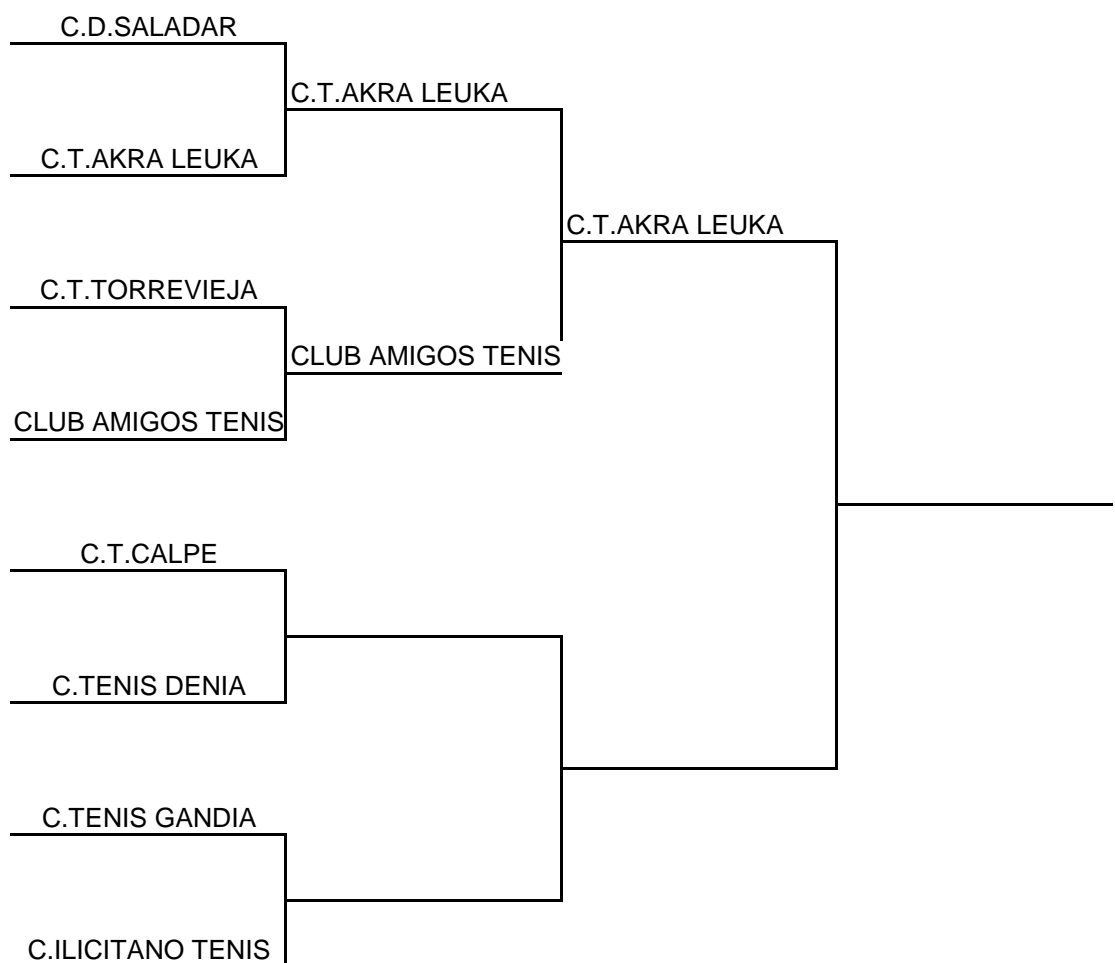 C.D.SALADAR
C.T.AKRA LEUKA
C.T.AKRA LEUKA
C.T.AKRA LEUKA
C.T.TORREVIEJA
CLUB AMIGOS TENIS
CLUB AMIGOS TENIS
C.T.CALPE
C.TENIS DENIA
C.TENIS GANDIA
C.ILICITANO TENIS